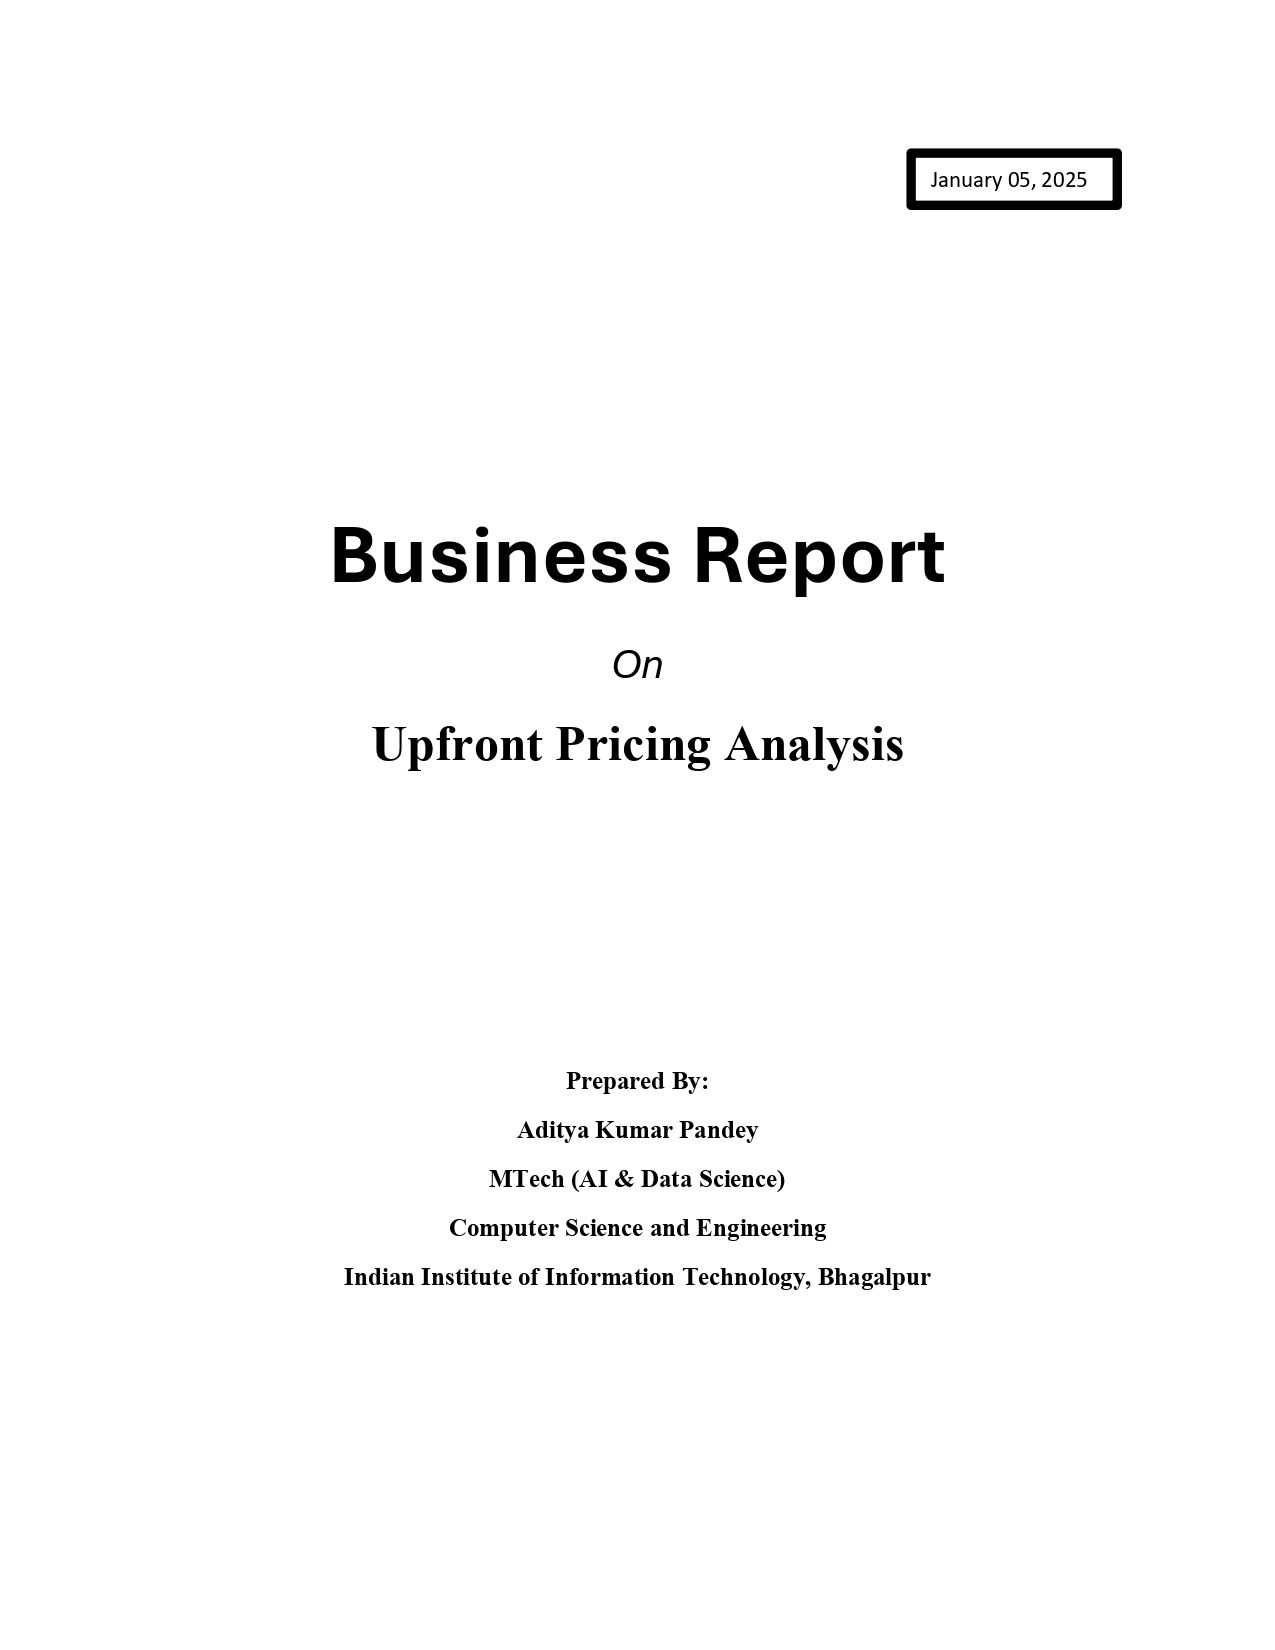 January 05, 2025
Business Report
On
Upfront Pricing Analysis
Prepared By:
Aditya Kumar Pandey
MTech (AI & Data Science)
Computer Science and Engineering
Indian Institute of Information Technology, Bhagalpur